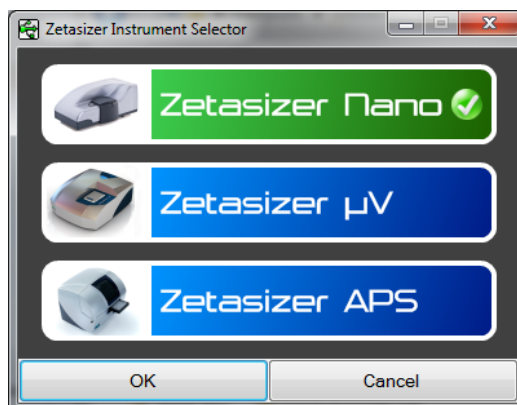 Zetasizer Instrument Selector
Zetasizer Nano
Zetasizer µV
Zetasizer APS
OK Cancel